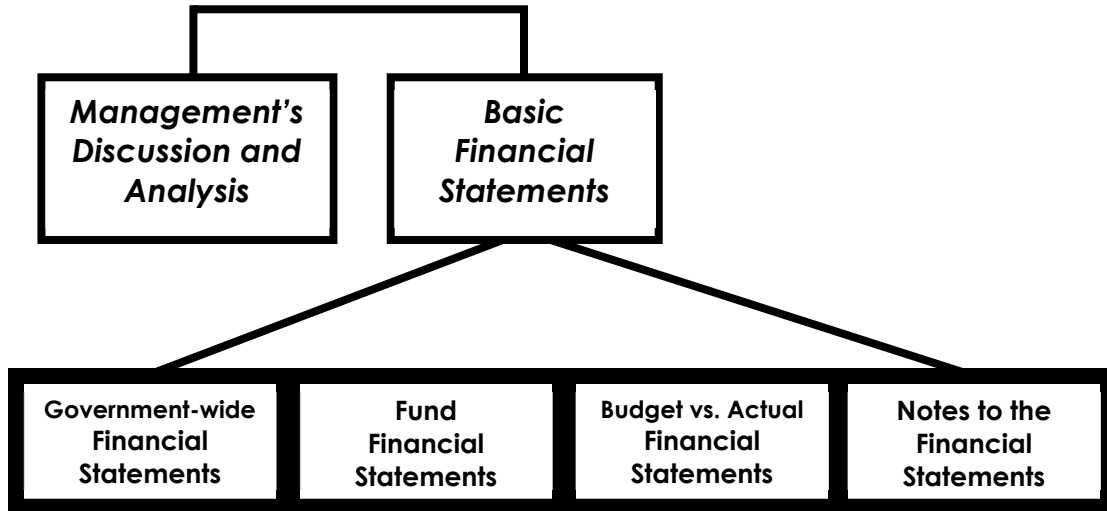 Management’s
Discussion and
Analysis
Basic
Financial
Statements
Government-wide
Financial
Statements
Fund
Financial
Statements
Budget vs. Actual
Financial
Statements
Notes to the
Financial
Statements